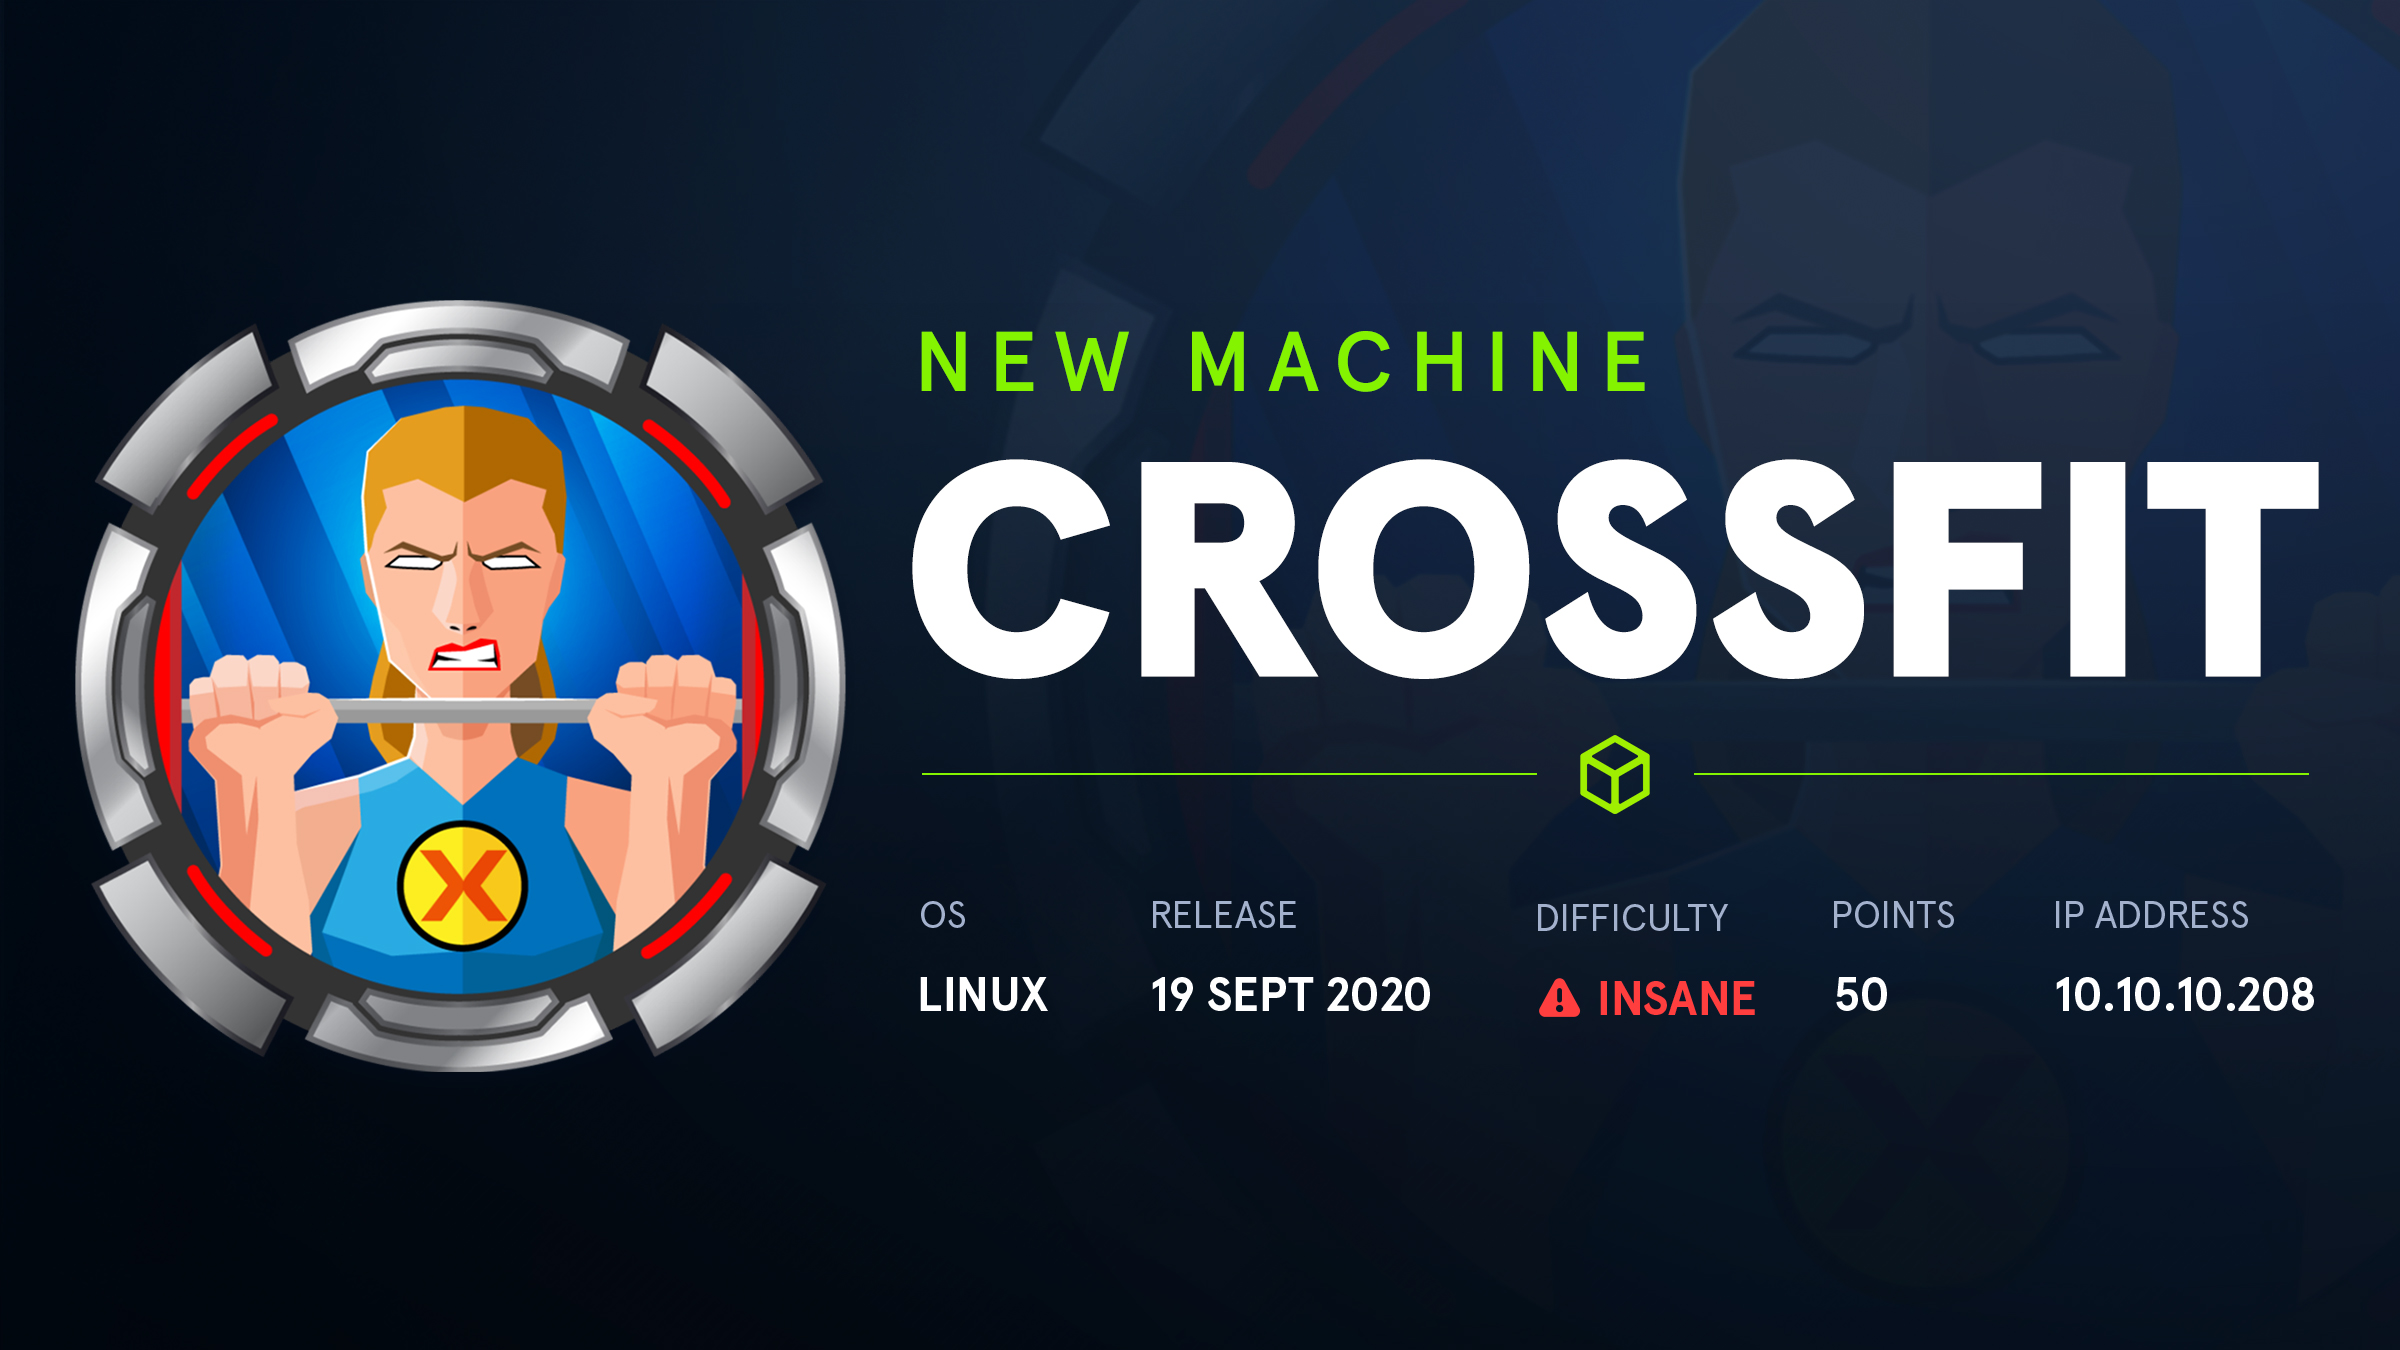 NEW MACHINE
CROSSFIT
OS RELEASE DIFFICULTY POINTS IP ADDRESS
LINUX 19 SEPT 2020 INSANE 50 10.10.10.208
X